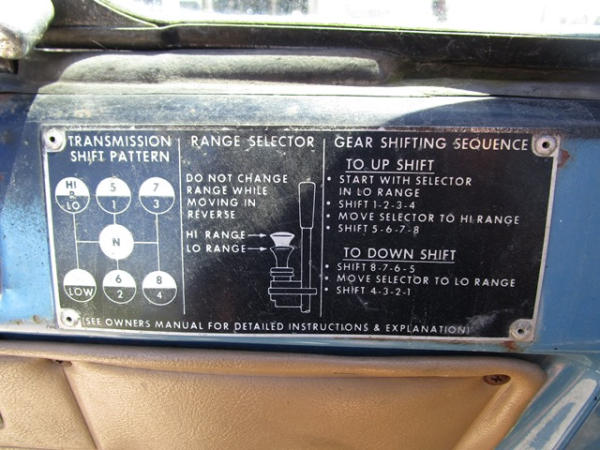 TRANSMISSION
SHIFT PATTERN
HI
R
LO
5
1
7
3
N
LOW
6
2
8
4
RANGE SELECTOR
DO NOT CHANGE
RANGE WHILE
MOVING IN
REVERSE
HI RANGE
LO RANGE
GEAR SHIFTING SEQUENCE
TO UP SHIFT
• START WITH SELECTOR
IN LO RANGE
• SHIFT 1-2-3-4
• MOVE SELECTOR TO HI RANGE
• SHIFT 5-6-7-8
TO DOWN SHIFT
• SHIFT 8-7-6-5
• MOVE SELECTOR TO LO RANGE
• SHIFT 4-3-2-1
(SEE OWNERS MANUAL FOR DETAILED INSTRUCTIONS & EXPLANATION)